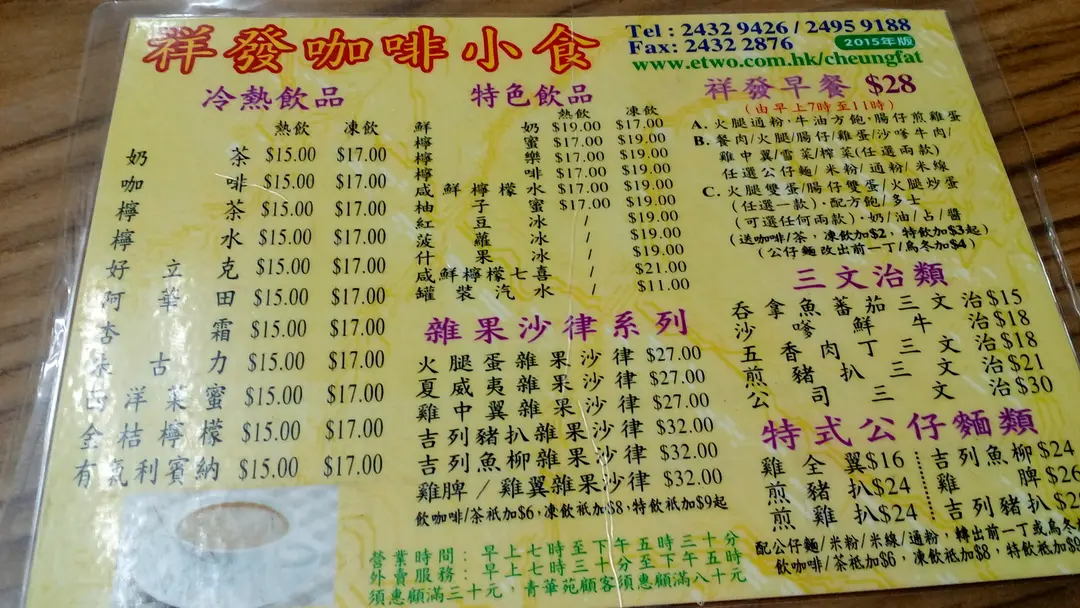 祥發咖啡小食
Tel : 2432 9426 / 2495 9188
Fax: 2432 2876
2015年版
www.etwo.com.hk/cheungfat
冷熱飲品
熱飲 凍飲
奶茶 $15.00 $17.00
咖啡 $15.00 $17.00
檸茶 $15.00 $17.00
檸水 $15.00 $17.00
好立克 $15.00 $17.00
阿華田 $15.00 $17.00
杏霜 $15.00 $17.00
朱古力 $15.00 $17.00
西洋菜蜜 $15.00 $17.00
金桔檸檬 $15.00 $17.00
有氣利賓納 $15.00 $17.00
特色飲品
熱飲 凍飲
鮮奶 $19.00 $17.00
檸蜜 $17.00 $19.00
檸樂 $17.00 $19.00
檸啡 $17.00 $19.00
咸鮮檸檬水 $17.00 $19.00
柚子蜜 $17.00 $19.00
紅豆冰 / $19.00
菠蘿冰 / $19.00
什果冰 / $19.00
咸鮮檸檬七喜 / $21.00
罐裝汽水 / $11.00
雜果沙律系列
火腿蛋雜果沙律 $27.00
夏威夷雜果沙律 $27.00
雞中翼雜果沙律 $27.00
吉列豬扒雜果沙律 $32.00
吉列魚柳雜果沙律 $32.00
雞脾/雞翼雜果沙律 $32.00
飲咖啡/茶祇加$6,凍飲祇加$8,特飲祇加$9起
祥發早餐 $28
(由早上7時至11時)
A. 火腿通粉,牛油方飽,腸仔煎雞蛋
B. 餐肉/火腿/腸仔/雞蛋/沙嗲牛肉/
雞中翼/雪菜/榨菜(任選兩款)
任選公仔麵/米粉/通粉/米線
C. 火腿雙蛋/腸仔雙蛋/火腿炒蛋
(任選一款)·配方飽/多士
(可選任何兩款)·奶/油/占/醬
(送咖啡/茶,凍飲加$2,特飲加$3起)
(公仔麵改出前一丁/烏冬加$4)
三文治類
吞拿魚蕃茄三文治 $15
沙嗲鮮牛治 $18
五香肉丁三文治 $18
煎豬扒三文治 $21
公司三文治 $30
特式公仔麵類
雞全翼 $16 吉列魚柳 $24
煎豬扒 $24 雞脾 $26
煎雞扒 $24 吉列豬扒
配公仔麵/米粉/米線/通粉,轉出前一丁或烏冬
飲咖啡/茶祇加$6,凍飲祇加$8,特飲祇加
營業時間:早上七時至下午五時三十分
外賣服務:早上七時三十分至下午五時
須惠顧滿三十元,青華苑顧客須惠顧滿八十元